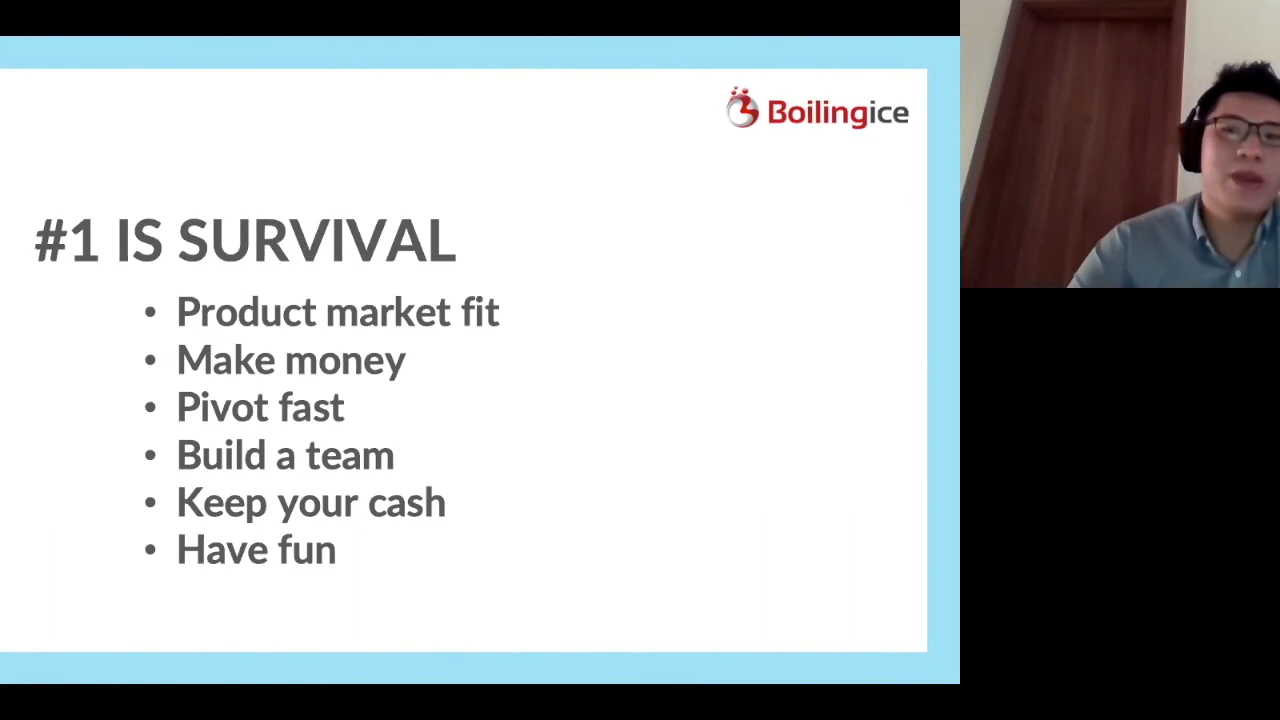 Boilingice
#1 IS SURVIVAL
• Product market fit
• Make money
• Pivot fast
• Build a team
• Keep your cash
• Have fun